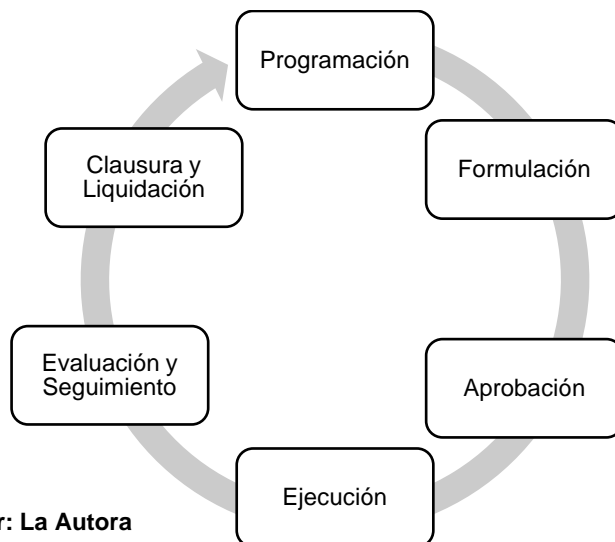 Programación
Formulación
Aprobación
Ejecución
Evaluación y
Seguimiento
Clausura y
Liquidación
r: La Autora